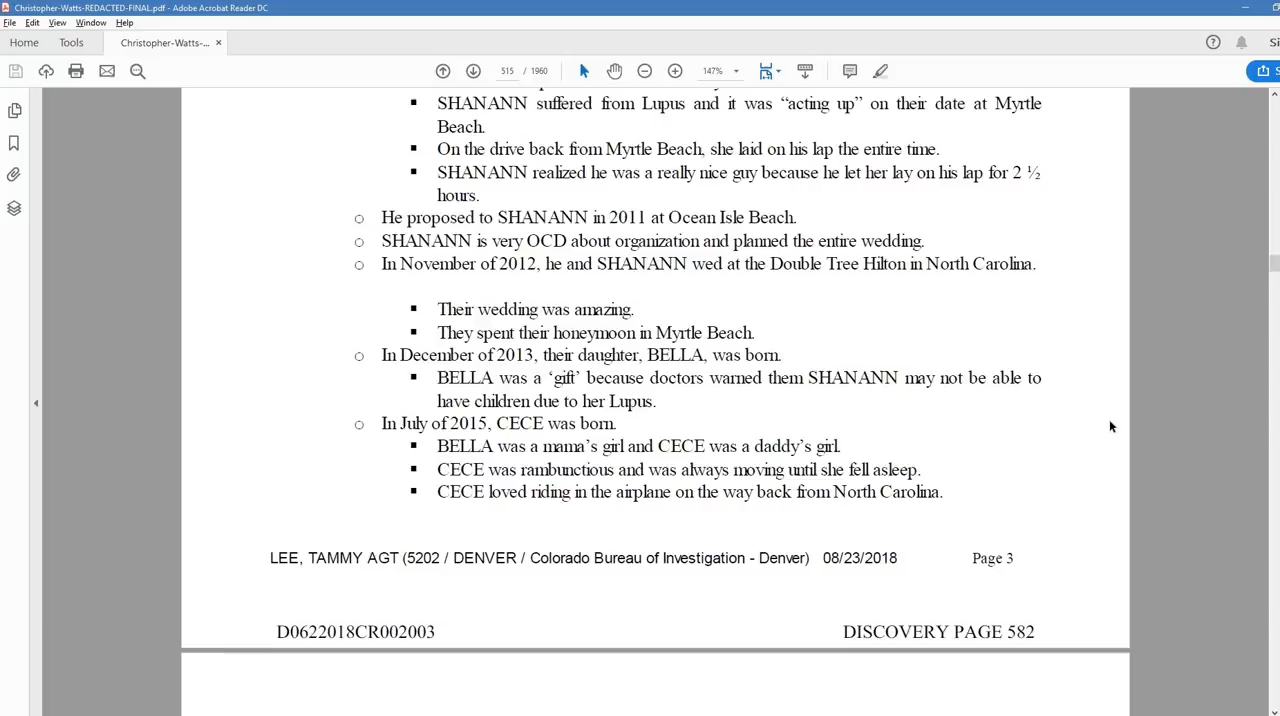 Christopher-Watts-REDACTED-FINAL.pdf - Adobe Acrobat Reader DC
File Edit View Window Help
Home Tools Christopher-Watts-... × ?
515 / 1960 147%
▪ SHANANN suffered from Lupus and it was “acting up” on their date at Myrtle
Beach.
▪ On the drive back from Myrtle Beach, she laid on his lap the entire time.
▪ SHANANN realized he was a really nice guy because he let her lay on his lap for 2 ½
hours.
○ He proposed to SHANANN in 2011 at Ocean Isle Beach.
○ SHANANN is very OCD about organization and planned the entire wedding.
○ In November of 2012, he and SHANANN wed at the Double Tree Hilton in North Carolina.
▪ Their wedding was amazing.
▪ They spent their honeymoon in Myrtle Beach.
○ In December of 2013, their daughter, BELLA, was born.
▪ BELLA was a ‘gift’ because doctors warned them SHANANN may not be able to
have children due to her Lupus.
○ In July of 2015, CECE was born.
▪ BELLA was a mama’s girl and CECE was a daddy’s girl.
▪ CECE was rambunctious and was always moving until she fell asleep.
▪ CECE loved riding in the airplane on the way back from North Carolina.
LEE, TAMMY AGT (5202 / DENVER / Colorado Bureau of Investigation - Denver) 08/23/2018 Page 3
D0622018CR002003 DISCOVERY PAGE 582